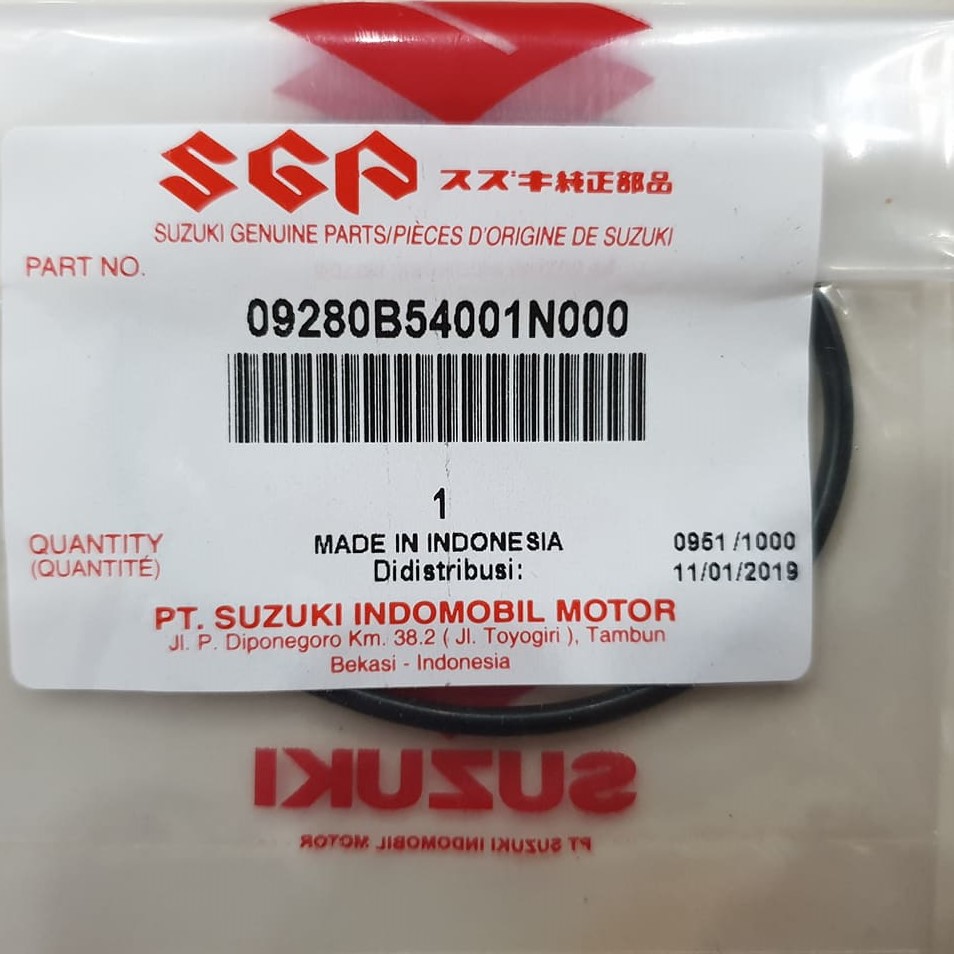 SGP スズキ純正部品
SUZUKI GENUINE PARTS/PIÈCES D'ORIGINE DE SUZUKI
PART NO.
09280B54001N000
1
QUANTITY MADE IN INDONESIA 0951 /1000
(QUANTITÉ) Didistribusi: 11/01/2019
PT. SUZUKI INDOMOBIL MOTOR
Jl. P. Diponegoro Km. 38.2 ( Jl. Toyogiri ), Tambun
Bekasi - Indonesia
SUZUKI
PT SUZUKI INDOMOBIL MOTOR